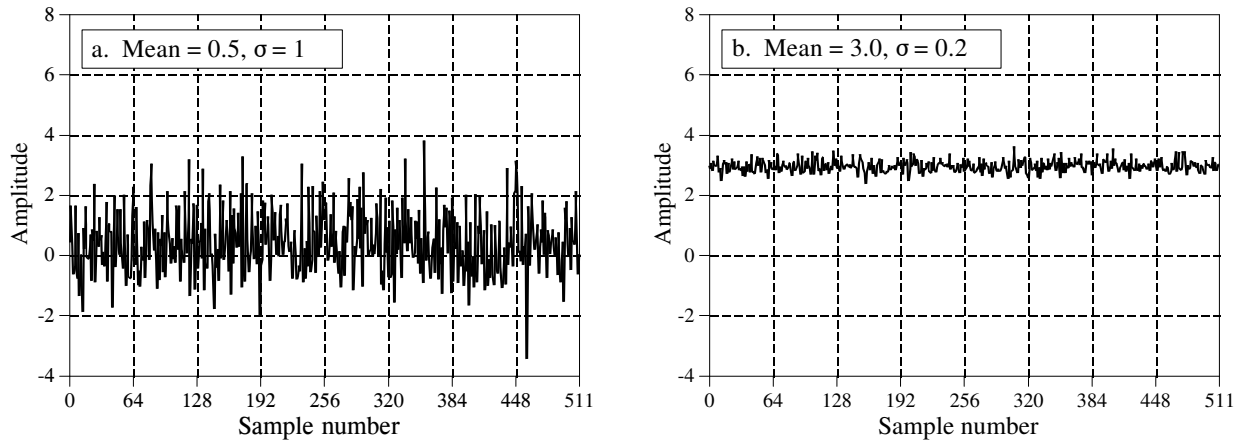 a. Mean = 0.5, σ = 1
Amplitude
8
6
4
2
0
-2
-4
0 64 128 192 256 320 384 448 511
Sample number
b. Mean = 3.0, σ = 0.2
Amplitude
8
6
4
2
0
-2
-4
0 64 128 192 256 320 384 448 511
Sample number